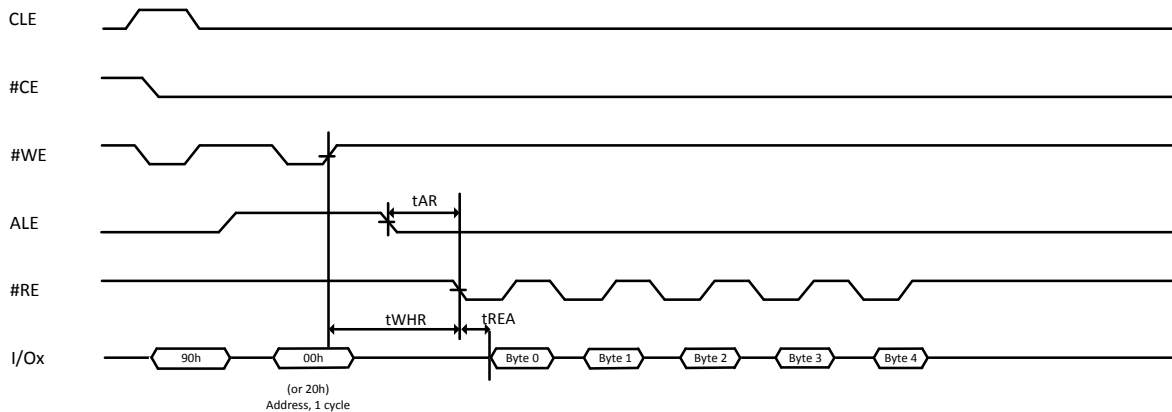 CLE
#CE
#WE
tAR
ALE
#RE
tWHR tREA
I/Ox 90h 00h Byte 0 Byte 1 Byte 2 Byte 3 Byte 4
(or 20h)
Address, 1 cycle